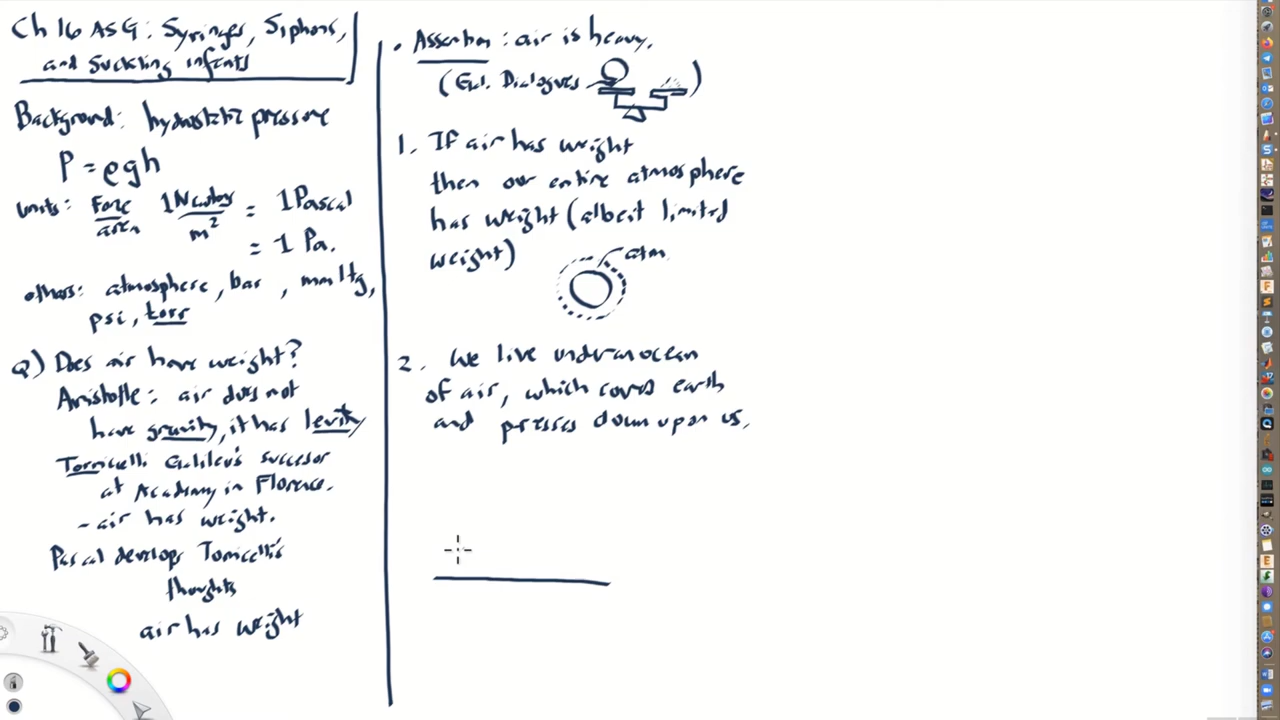 Ch 16 ASG: Syringes, Siphons,
and Suckling infants
Background: hydrostatic pressure
P = ρgh
units: Force/area 1 Newton/m² = 1 Pascal
= 1 Pa.
others: atmosphere, bar, mmHg,
psi, torr
Q) Does air have weight?
Aristotle: air does not
have gravity, it has levity
Torricelli Galileo's successor
at Academy in Florence.
- air has weight.
Pascal develops Torricelli's
thoughts
air has weight
• Assertion: air is heavy.
(Gal. Dialogues )
1. If air has weight
then our entire atmosphere
has weight (albeit limited
weight)
atm.
2. We live under an ocean
of air, which covers earth
and presses down upon us.